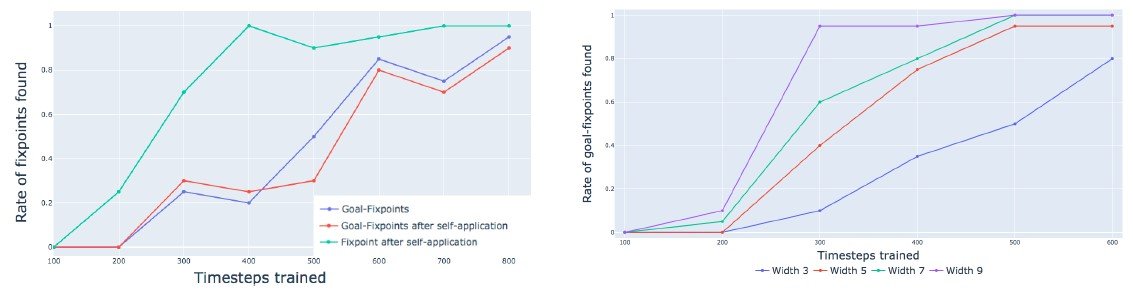 1
0.8
0.6
0.4
0.2
0
100 200 300 400 500 600 700 800
Rate of fixpoints found
Timesteps trained
Goal-Fixpoints
Goal-Fixpoints after self-application
Fixpoint after self-application
1
0.8
0.6
0.4
0.2
0
100 200 300 400 500 600
Rate of goal-fixpoints found
Timesteps trained
Width 3 Width 5 Width 7 Width 9